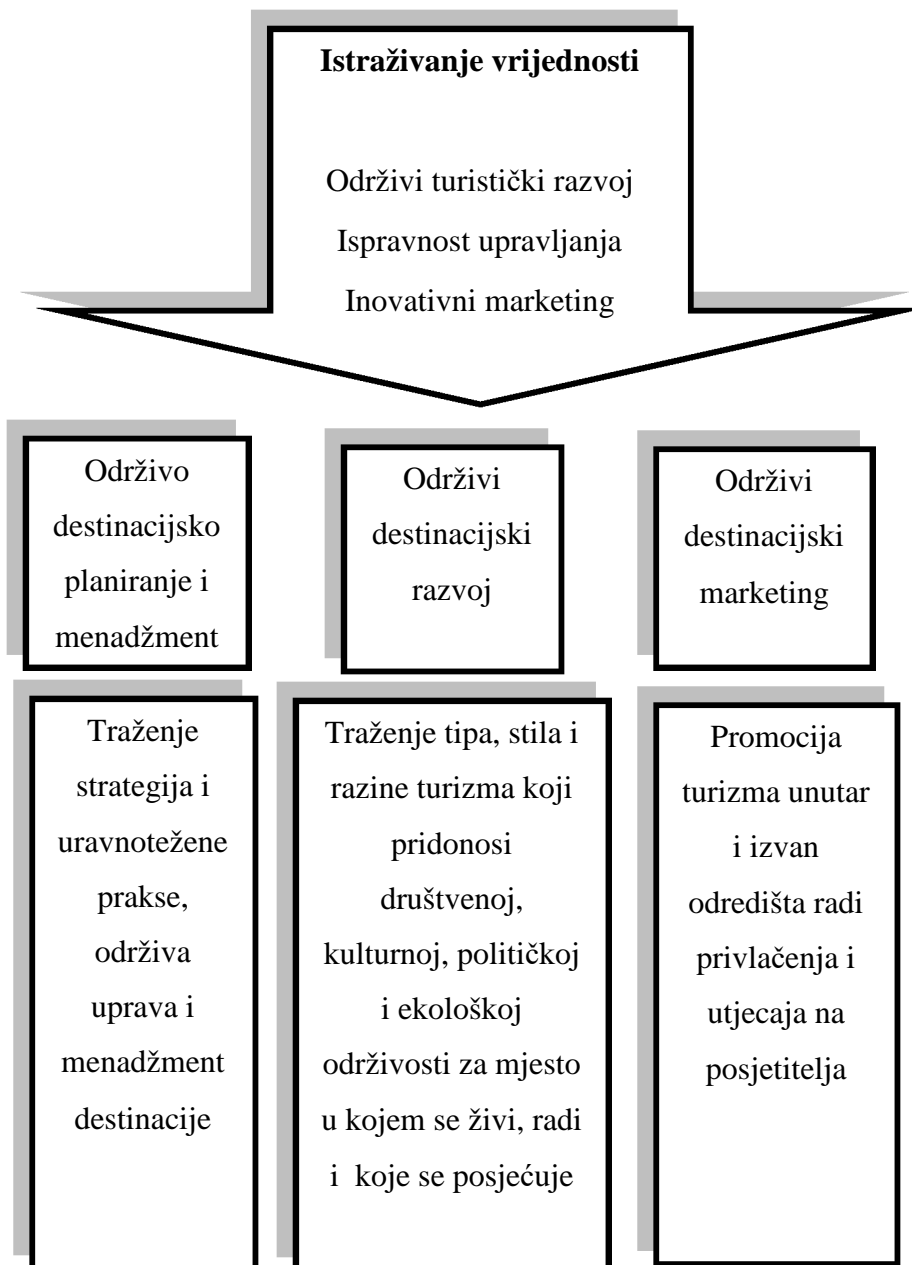 Istraživanje vrijednosti
Održivi turistički razvoj
Ispravnost upravljanja
Inovativni marketing
Održivo
destinacijsko
planiranje i
menadžment
Održivi
destinacijski
razvoj
Održivi
destinacijski
marketing
Traženje
strategija i
uravnotežene
prakse,
održiva
uprava i
menadžment
destinacije
Traženje tipa, stila i
razine turizma koji
pridonosi
društvenoj,
kulturnoj, političkoj
i ekološkoj
održivosti za mjesto
u kojem se živi, radi
i  koje se posjećuje
Promocija
turizma unutar
i izvan
odredišta radi
privlačenja i
utjecaja na
posjetitelja